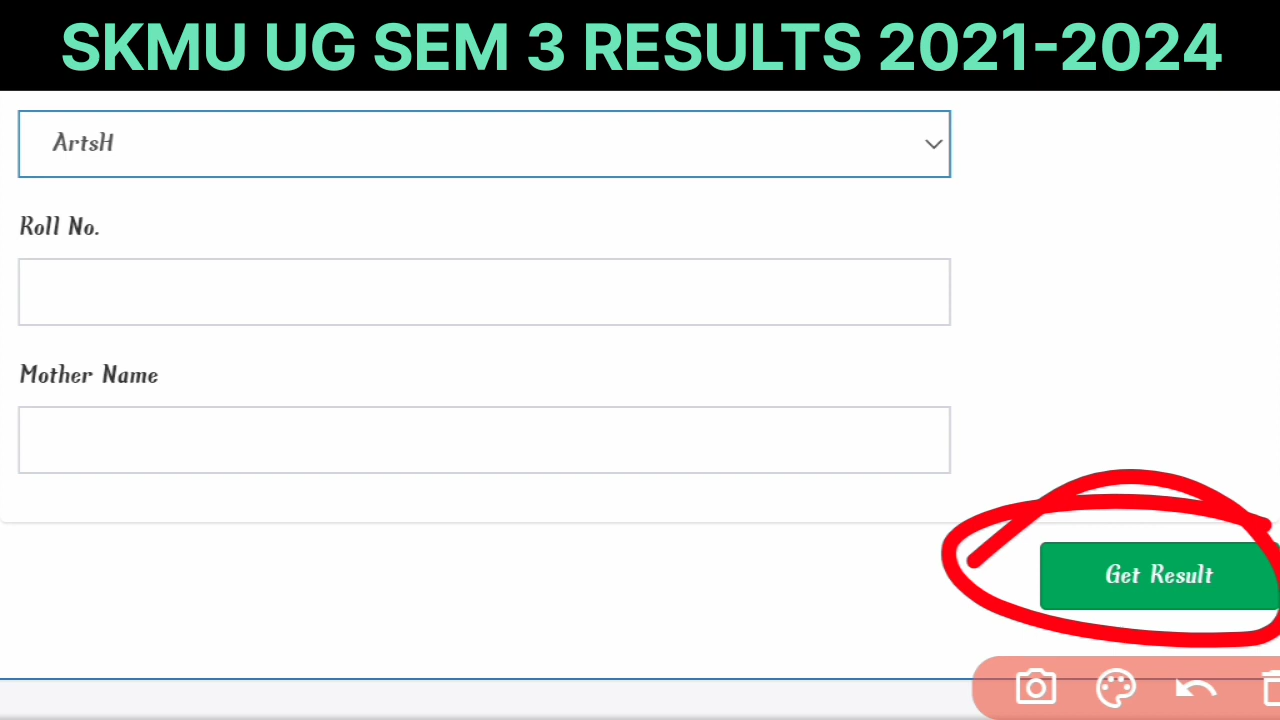 SKMU UG SEM 3 RESULTS 2021-2024
ArtsH
Roll No.
Mother Name
Get Result